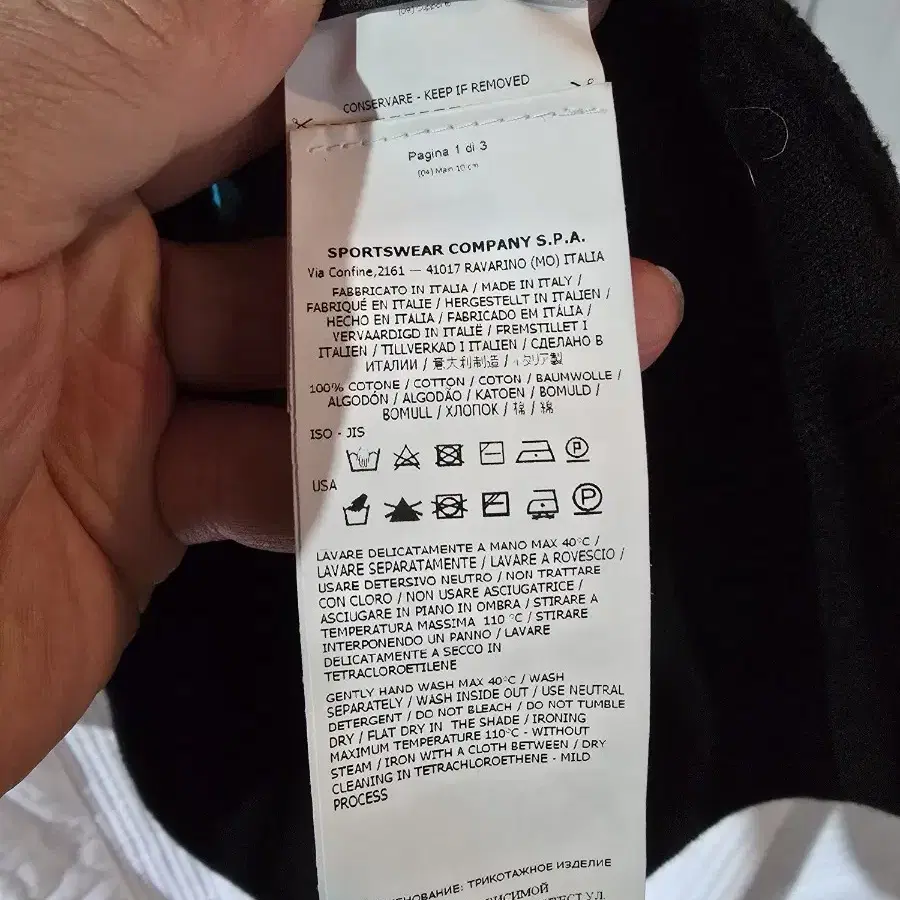 CONSERVARE - KEEP IF REMOVED
Pagina 1 di 3
(04) Main 10 cm
SPORTSWEAR COMPANY S.P.A.
Via Confine,2161 — 41017 RAVARINO (MO) ITALIA
FABBRICATO IN ITALIA / MADE IN ITALY /
FABRIQUÉ EN ITALIE / HERGESTELLT IN ITALIEN /
HECHO EN ITALIA / FABRICADO EM ITÁLIA /
VERVAARDIGD IN ITALIË / FREMSTILLET I
ITALIEN / TILLVERKAD I ITALIEN / СДЕЛАНО В
ИТАЛИИ / 意大利制造 / イタリア製
100% COTONE / COTTON / COTON / BAUMWOLLE /
ALGODÓN / ALGODÃO / KATOEN / BOMULD /
BOMULL / ХЛОПОК / 棉 / 綿
ISO - JIS
P
USA
P
LAVARE DELICATAMENTE A MANO MAX 40°C /
LAVARE SEPARATAMENTE / LAVARE A ROVESCIO /
USARE DETERSIVO NEUTRO / NON TRATTARE
CON CLORO / NON USARE ASCIUGATRICE /
ASCIUGARE IN PIANO IN OMBRA / STIRARE A
TEMPERATURA MASSIMA 110°C / STIRARE
INTERPONENDO UN PANNO / LAVARE
DELICATAMENTE A SECCO IN
TETRACLOROETILENE
GENTLY HAND WASH MAX 40°C / WASH
SEPARATELY / WASH INSIDE OUT / USE NEUTRAL
DETERGENT / DO NOT BLEACH / DO NOT TUMBLE
DRY / FLAT DRY IN THE SHADE / IRONING
MAXIMUM TEMPERATURE 110°C - WITHOUT
STEAM / IRON WITH A CLOTH BETWEEN / DRY
CLEANING IN TETRACHLOROETHENE - MILD
PROCESS
ТРИКОТАЖНОЕ ИЗДЕЛИЕ